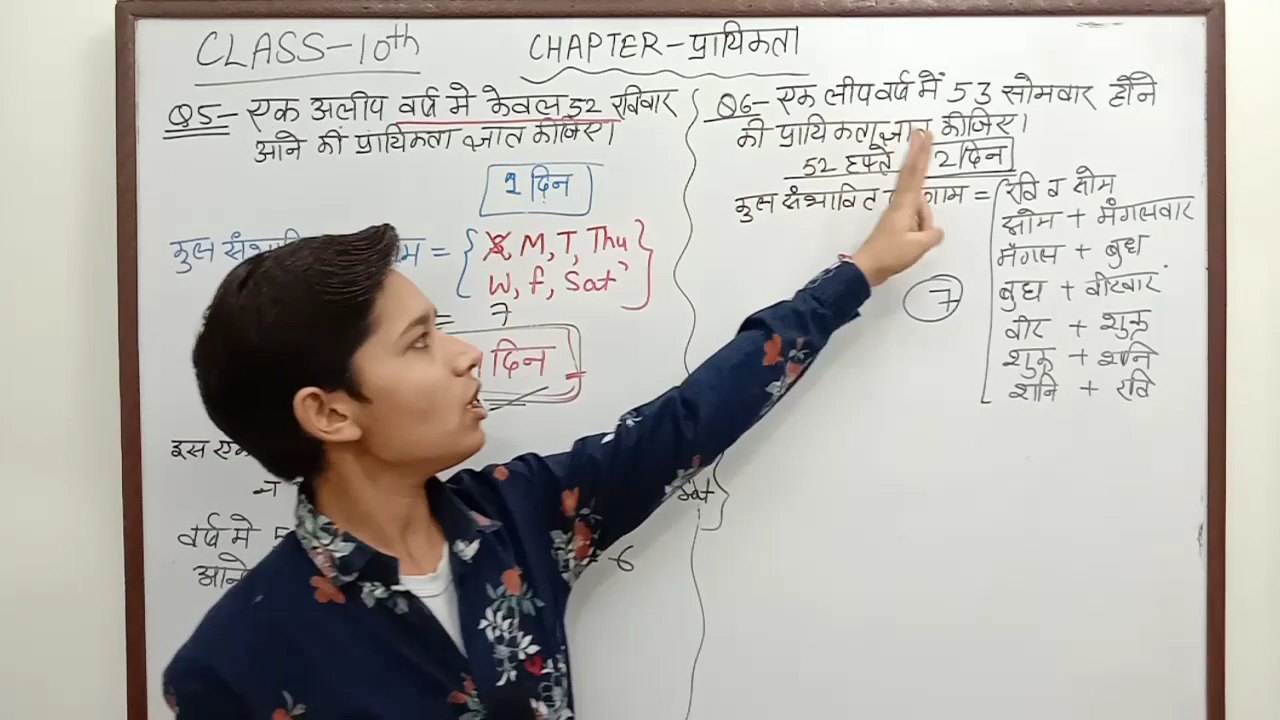 CLASS-10th
CHAPTER-प्रायिकता
Q5- एक अलीप वर्ष में केवल 52 रविवार
आने की प्रायिकता ज्ञात कीजिए।
1 दिन
कुल
= { M, T, Thu
W, f, Sat }
= 7
दिन
इस
न
वर्ष मे 5
आने
Sat }
= 6
Q6- एक लीप वर्ष में 53 सोमवार होने
की प्रायिकता ज्ञात कीजिए।
52 हफ्ते 2 दिन
कुल संभावित = { रवि व सोम
सोम + मंगलवार
मंगल + बुध
बुध + वीरवार
वीर + शुक्र
शुक्र + शनि
शनि + रवि
7